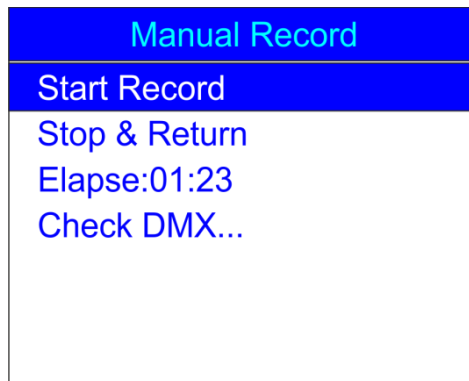 Manual Record
Start Record
Stop & Return
Elapse:01:23
Check DMX...